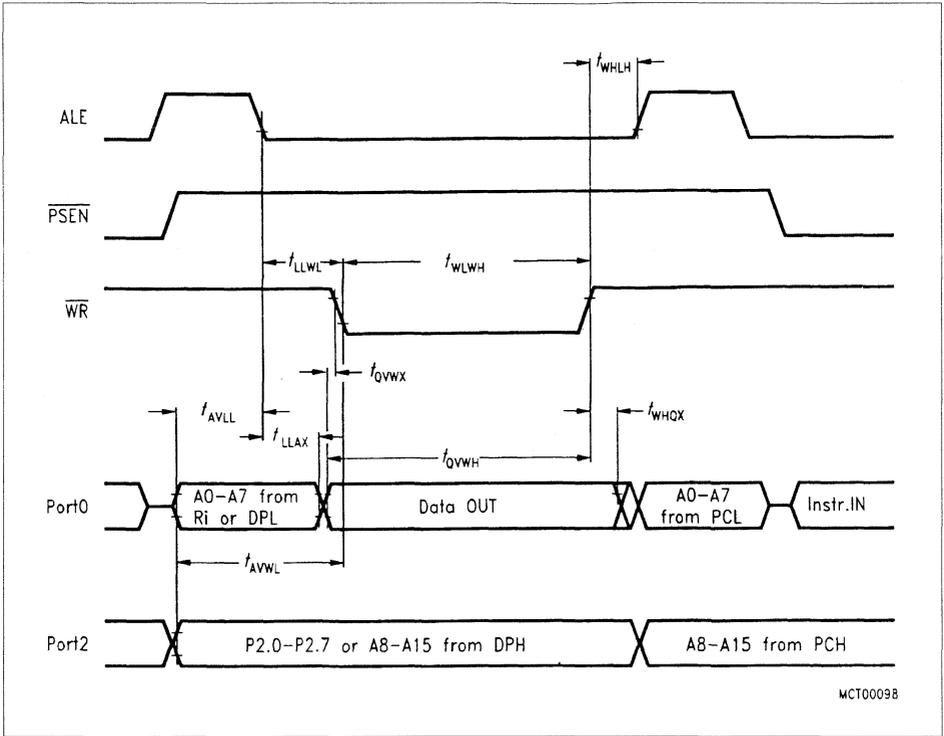 tWHLH
ALE
PSEN
tLLWL
tWLWH
WR
tQVWX
tAVLL
tWHQX
tLLAX
tQVWH
Port0
A0-A7 from
Ri or DPL
Data OUT
A0-A7
from PCL
Instr.IN
tAVWL
Port2
P2.0-P2.7 or A8-A15 from DPH
A8-A15 from PCH
MCT00098